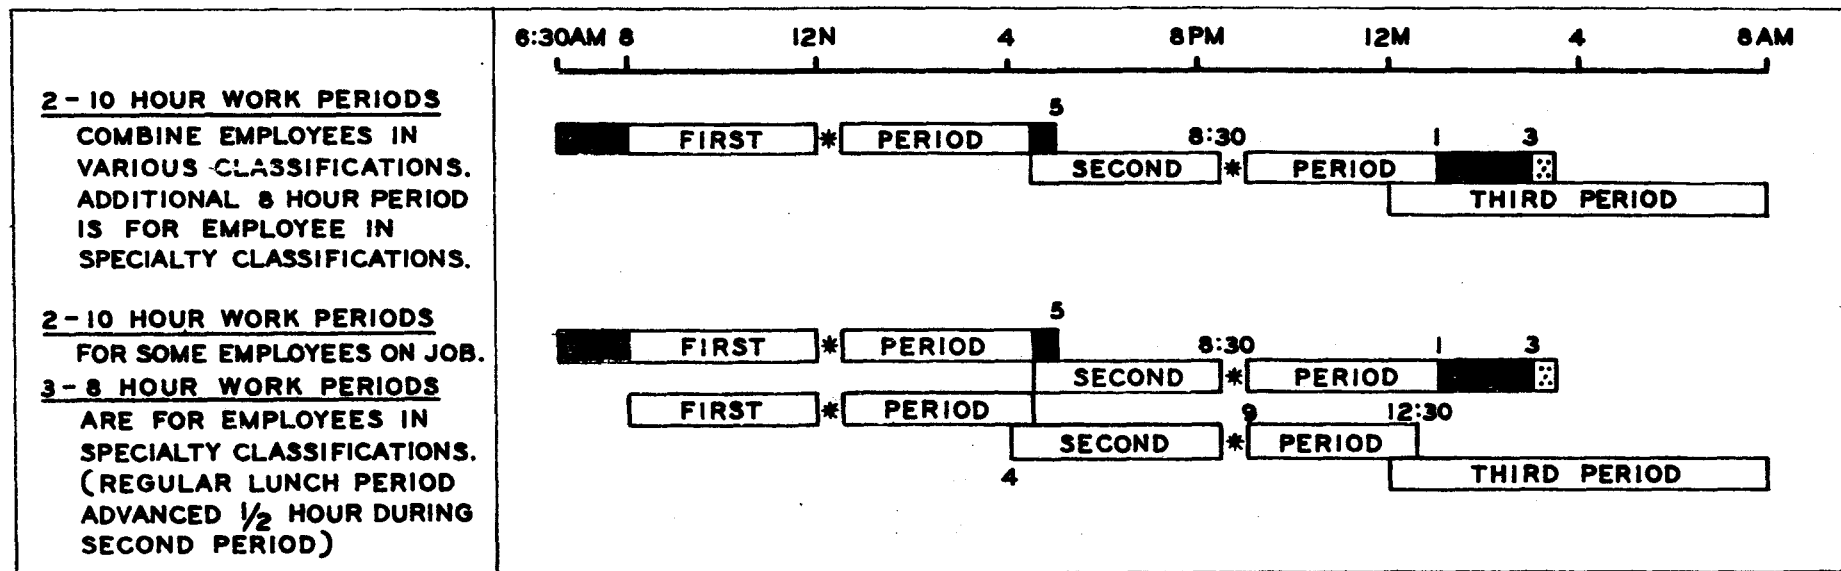 6:30AM 8 12N 4 8PM 12M 4 8AM
2-10 HOUR WORK PERIODS
COMBINE EMPLOYEES IN
VARIOUS CLASSIFICATIONS.
ADDITIONAL 8 HOUR PERIOD
IS FOR EMPLOYEE IN
SPECIALTY CLASSIFICATIONS.
5
FIRST * PERIOD 8:30 1 3
SECOND * PERIOD
THIRD PERIOD
2-10 HOUR WORK PERIODS
FOR SOME EMPLOYEES ON JOB.
3-8 HOUR WORK PERIODS
ARE FOR EMPLOYEES IN
SPECIALTY CLASSIFICATIONS.
(REGULAR LUNCH PERIOD
ADVANCED 1/2 HOUR DURING
SECOND PERIOD)
5
FIRST * PERIOD 8:30 1 3
SECOND * PERIOD
FIRST * PERIOD 9 12:30
SECOND * PERIOD
4 THIRD PERIOD